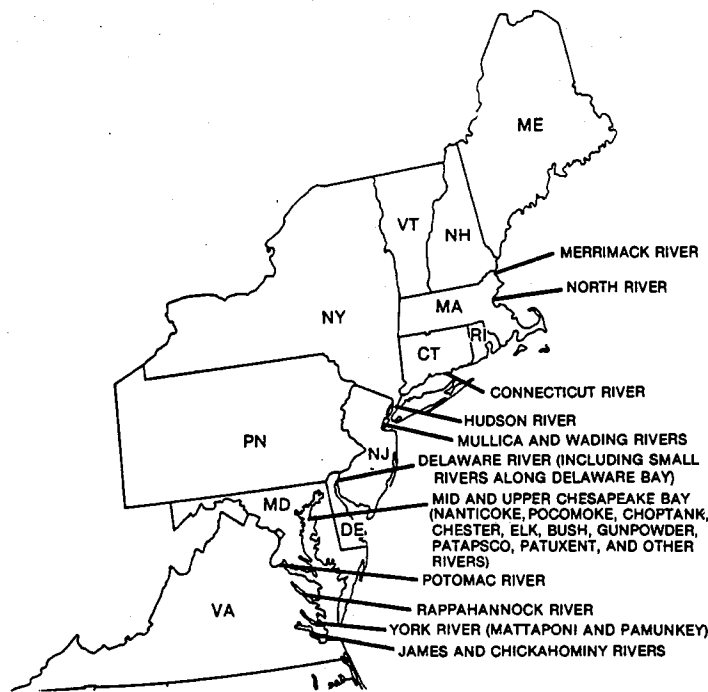 ME
VT
NH
MERRIMACK RIVER
NORTH RIVER
MA
NY
RI
CT
CONNECTICUT RIVER
HUDSON RIVER
MULLICA AND WADING RIVERS
PN
NJ
DELAWARE RIVER (INCLUDING SMALL
RIVERS ALONG DELAWARE BAY)
MD
MID AND UPPER CHESAPEAKE BAY
(NANTICOKE, POCOMOKE, CHOPTANK,
DE
CHESTER, ELK, BUSH, GUNPOWDER,
PATAPSCO, PATUXENT, AND OTHER
RIVERS)
POTOMAC RIVER
VA
RAPPAHANNOCK RIVER
YORK RIVER (MATTAPONI AND PAMUNKEY)
JAMES AND CHICKAHOMINY RIVERS